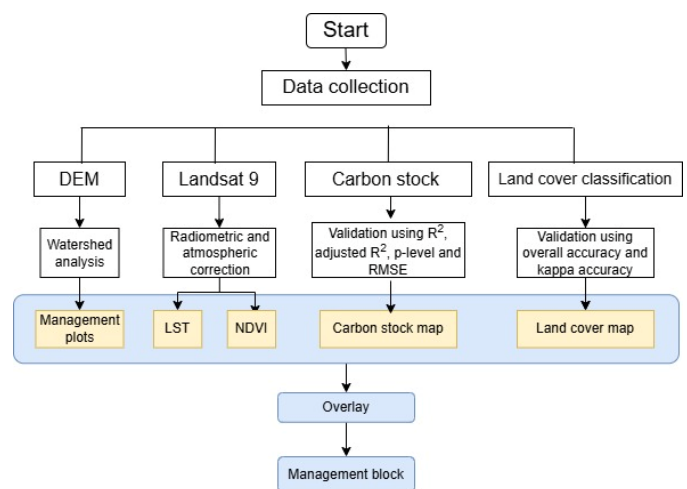 Start
Data collection
DEM
Landsat 9
Carbon stock
Land cover classification
Watershed
analysis
Radiometric and
atmospheric
correction
Validation using R²,
adjusted R², p-level and
RMSE
Validation using
overall accuracy and
kappa accuracy
Management
plots
LST
NDVI
Carbon stock map
Land cover map
Overlay
Management block